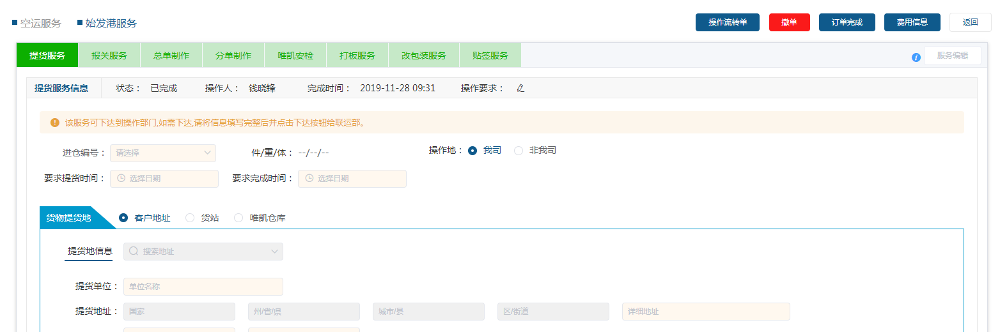 空运服务 始发港服务 操作流转单 撤单 订单完成 费用信息 返回
提货服务 报关服务 总单制作 分单制作 唯凯安检 打板服务 改包装服务 贴签服务 服务编辑
提货服务信息 状态： 已完成 操作人： 钱晓锋 完成时间： 2019-11-28 09:31 操作要求：
该服务可下达到操作部门,如需下达,请将信息填写完整后并点击下达按钮给联运部。
进仓编号： 请选择 件/重/体： --/--/-- 操作地： 我司 非我司
要求提货时间： 选择日期 要求完成时间： 选择日期
货物提货地 客户地址 货站 唯凯仓库
提货地信息 搜索地址
提货单位： 单位名称
提货地址： 国家 州/省/県 城市/县 区/街道 详细地址